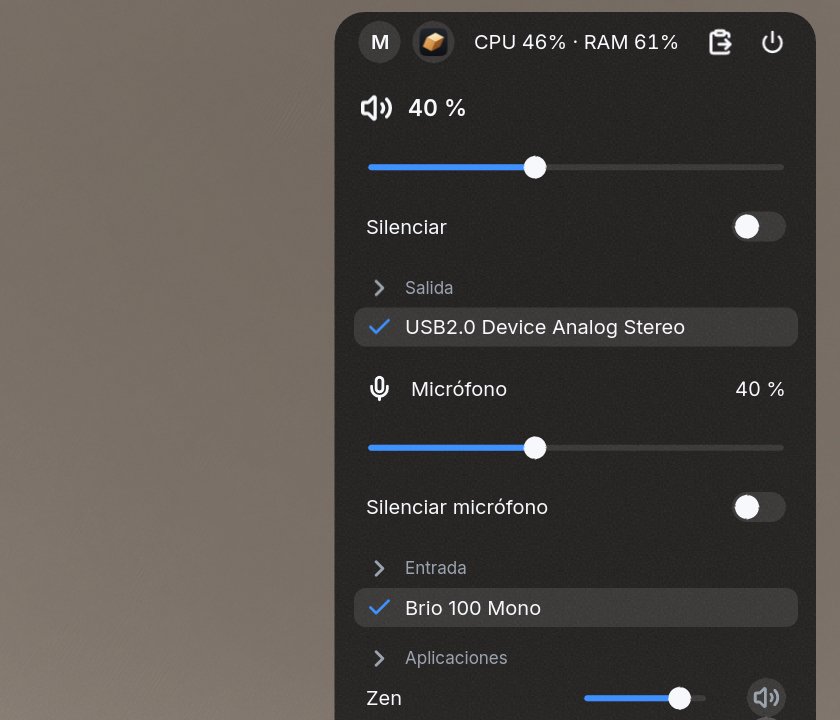 M CPU 46% · RAM 61%
40 %
Silenciar
Salida
USB2.0 Device Analog Stereo
Micrófono 40 %
Silenciar micrófono
Entrada
Brio 100 Mono
Aplicaciones
Zen